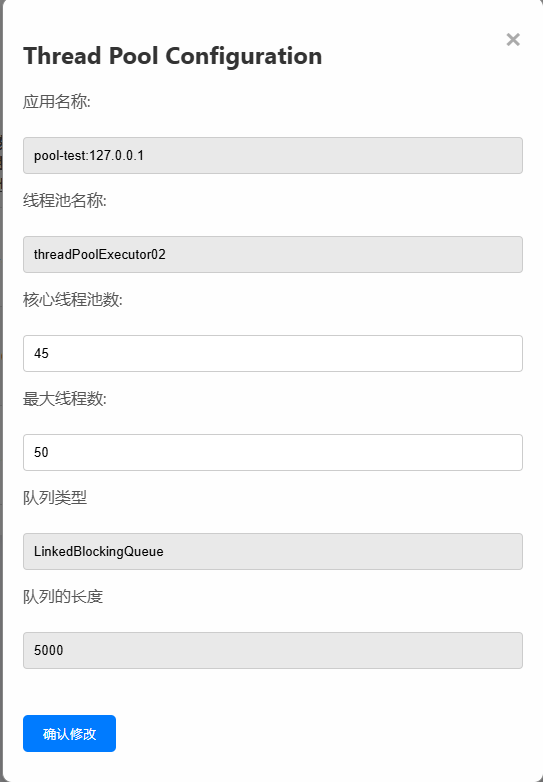 Thread Pool Configuration
×
应用名称:
pool-test:127.0.0.1
线程池名称:
threadPoolExecutor02
核心线程池数:
45
最大线程数:
50
队列类型
LinkedBlockingQueue
队列的长度
5000
确认修改